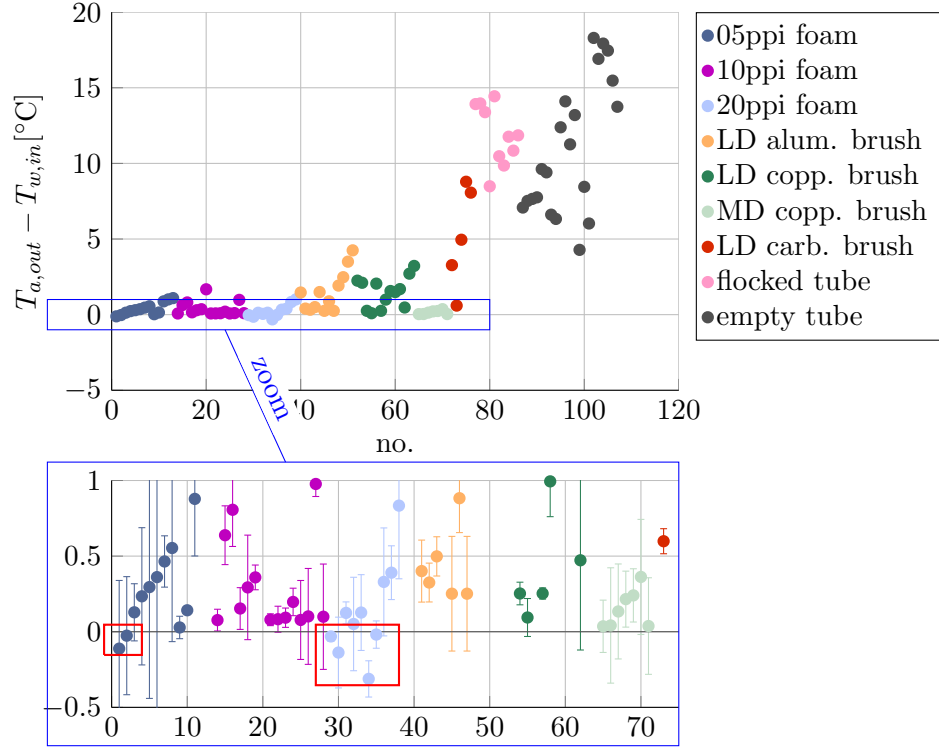 20
15
10
5
0
−5
T_{a,out} − T_{w,in} [°C]
0 20 40 60 80 100 120
no.
05ppi foam
10ppi foam
20ppi foam
LD alum. brush
LD copp. brush
MD copp. brush
LD carb. brush
flocked tube
empty tube
zoom
1
0.5
0
−0.5
0 10 20 30 40 50 60 70